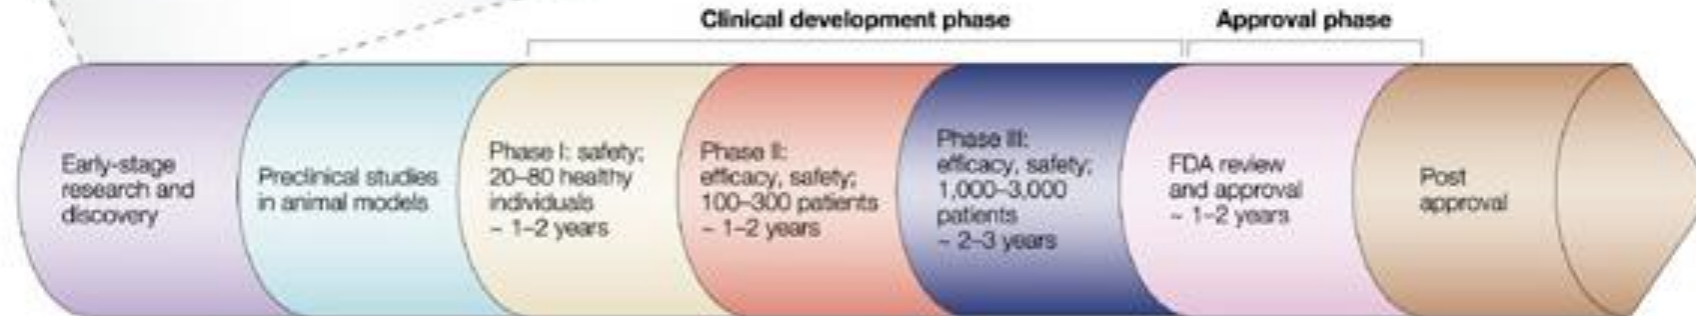 Clinical development phase
Approval phase
Early-stage
research and
discovery
Preclinical studies
in animal models
Phase I: safety;
20–80 healthy
individuals
~ 1–2 years
Phase II:
efficacy, safety;
100–300 patients
~ 1–2 years
Phase III:
efficacy, safety;
1,000–3,000
patients
~ 2–3 years
FDA review
and approval
~ 1–2 years
Post
approval